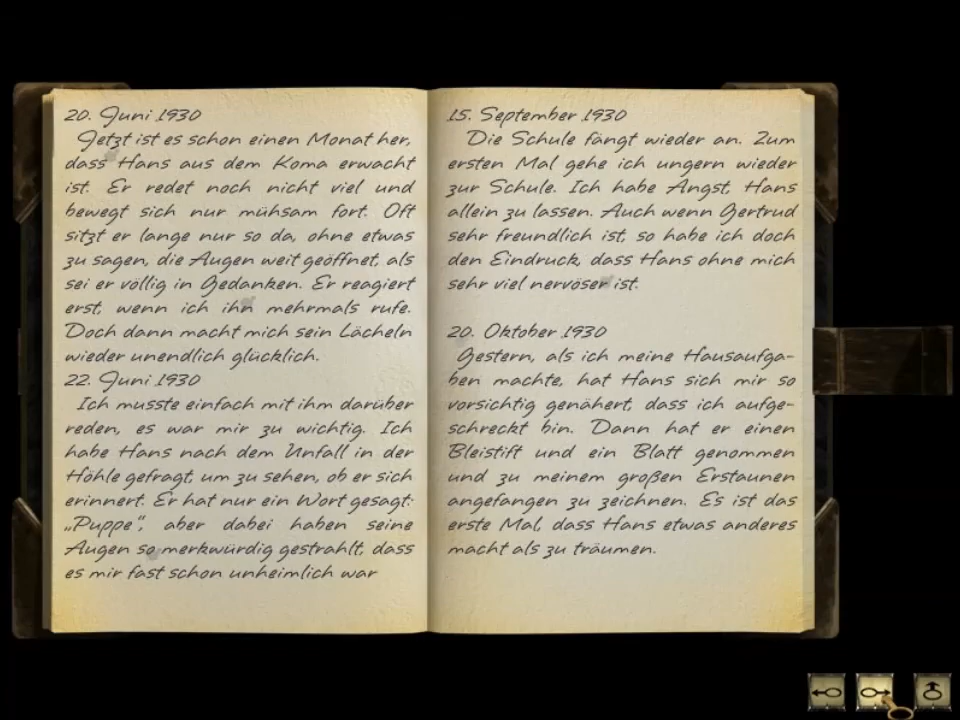 20. Juni 1930
Jetzt ist es schon einen Monat her,
dass Hans aus dem Koma erwacht
ist. Er redet noch nicht viel und
bewegt sich nur mühsam fort. Oft
sitzt er lange nur so da, ohne etwas
zu sagen, die Augen weit geöffnet, als
sei er völlig in Gedanken. Er reagiert
erst, wenn ich ihn mehrmals rufe.
Doch dann macht mich sein Lächeln
wieder unendlich glücklich.
22. Juni 1930
Ich musste einfach mit ihm darüber
reden, es war mir zu wichtig. Ich
habe Hans nach dem Unfall in der
Höhle gefragt, um zu sehen, ob er sich
erinnert. Er hat nur ein Wort gesagt:
„Puppe“, aber dabei haben seine
Augen so merkwürdig gestrahlt, dass
es mir fast schon unheimlich war
15. September 1930
Die Schule fängt wieder an. Zum
ersten Mal gehe ich ungern wieder
zur Schule. Ich habe Angst, Hans
allein zu lassen. Auch wenn Gertrud
sehr freundlich ist, so habe ich doch
den Eindruck, dass Hans ohne mich
sehr viel nervöser ist.
20. Oktober 1930
Gestern, als ich meine Hausaufga-
ben machte, hat Hans sich mir so
vorsichtig genähert, dass ich aufge-
schreckt bin. Dann hat er einen
Bleistift und ein Blatt genommen
und zu meinem großen Erstaunen
angefangen zu zeichnen. Es ist das
erste Mal, dass Hans etwas anderes
macht als zu träumen.